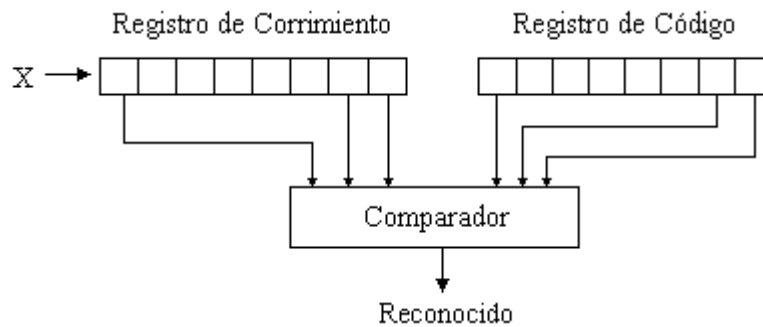 Registro de Corrimiento
Registro de Código
X
Comparador
Reconocido